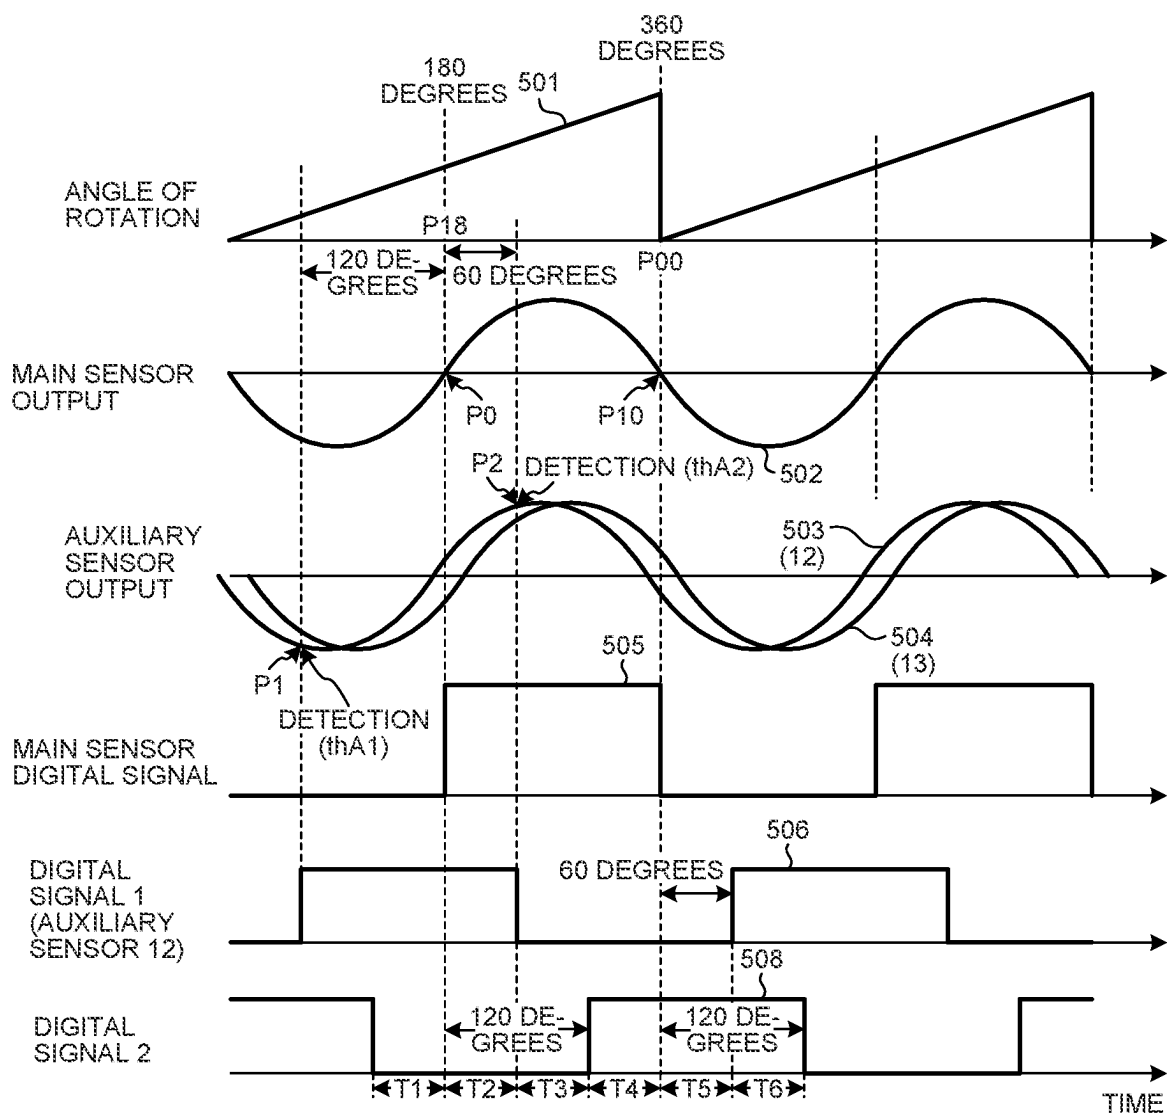 360
DEGREES
180
DEGREES
501
ANGLE OF
ROTATION
P18
P00
120 DE-
GREES
60 DEGREES
MAIN SENSOR
OUTPUT
P0
P10
502
P2
DETECTION (thA2)
AUXILIARY
SENSOR
OUTPUT
503
(12)
504
(13)
P1
DETECTION
(thA1)
505
MAIN SENSOR
DIGITAL SIGNAL
506
DIGITAL
SIGNAL 1
(AUXILIARY
SENSOR 12)
60 DEGREES
508
DIGITAL
SIGNAL 2
120 DE-
GREES
120 DE-
GREES
T1 T2 T3 T4 T5 T6
TIME